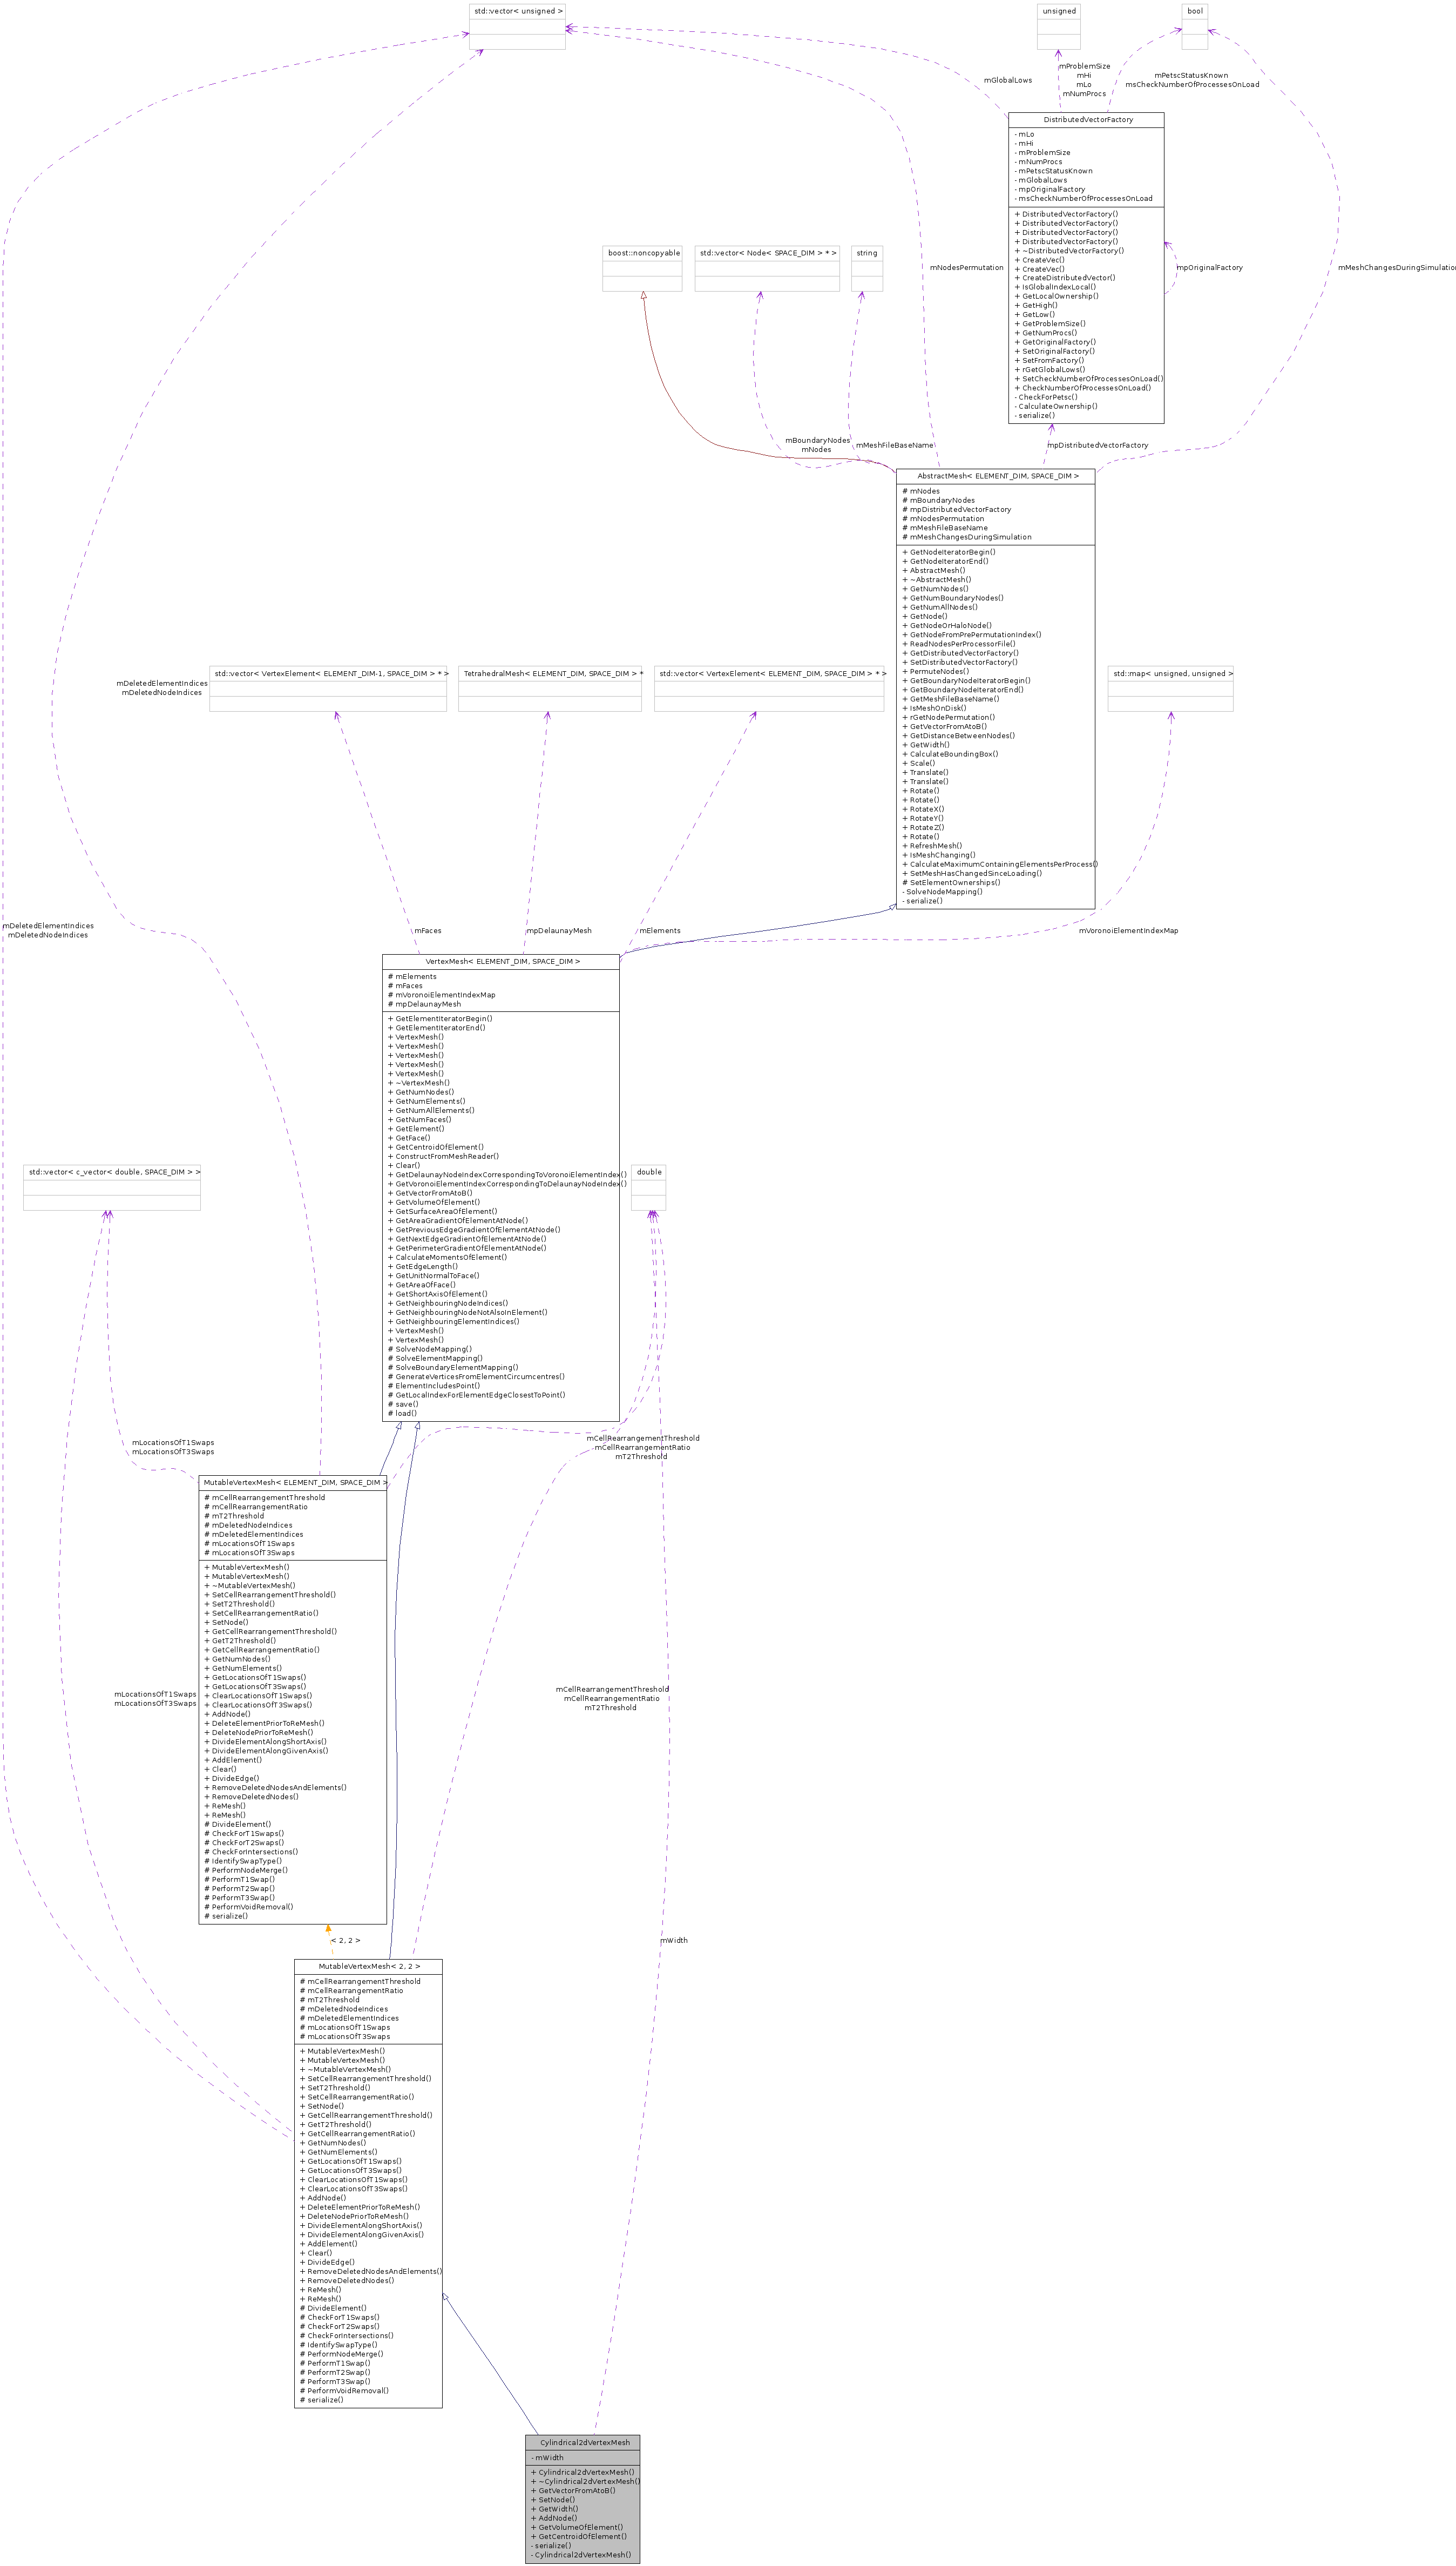 std::vector< unsigned >
unsigned
bool
mGlobalLows
mProblemSize
mHi
mLo
mNumProcs
mPetscStatusKnown
msCheckNumberOfProcessesOnLoad
DistributedVectorFactory
- mLo
- mHi
- mProblemSize
- mNumProcs
- mPetscStatusKnown
- mGlobalLows
- mpOriginalFactory
- msCheckNumberOfProcessesOnLoad
+ DistributedVectorFactory()
+ DistributedVectorFactory()
+ DistributedVectorFactory()
+ DistributedVectorFactory()
+ ~DistributedVectorFactory()
+ CreateVec()
+ CreateVec()
+ CreateDistributedVector()
+ IsGlobalIndexLocal()
+ GetLocalOwnership()
+ GetHigh()
+ GetLow()
+ GetProblemSize()
+ GetNumProcs()
+ GetOriginalFactory()
+ SetOriginalFactory()
+ SetFromFactory()
+ rGetGlobalLows()
+ SetCheckNumberOfProcessesOnLoad()
+ CheckNumberOfProcessesOnLoad()
- CheckForPetsc()
- CalculateOwnership()
- serialize()
boost::noncopyable
std::vector< Node< SPACE_DIM > * >
string
mNodesPermutation
mpOriginalFactory
mMeshChangesDuringSimulation
mBoundaryNodes
mNodes
mMeshFileBaseName
mpDistributedVectorFactory
AbstractMesh< ELEMENT_DIM, SPACE_DIM >
# mNodes
# mBoundaryNodes
# mpDistributedVectorFactory
# mNodesPermutation
# mMeshFileBaseName
# mMeshChangesDuringSimulation
+ GetNodeIteratorBegin()
+ GetNodeIteratorEnd()
+ AbstractMesh()
+ ~AbstractMesh()
+ GetNumNodes()
+ GetNumBoundaryNodes()
+ GetNumAllNodes()
+ GetNode()
+ GetNodeOrHaloNode()
+ GetNodeFromPrePermutationIndex()
+ ReadNodesPerProcessorFile()
+ GetDistributedVectorFactory()
+ SetDistributedVectorFactory()
+ PermuteNodes()
+ GetBoundaryNodeIteratorBegin()
+ GetBoundaryNodeIteratorEnd()
+ GetMeshFileBaseName()
+ IsMeshOnDisk()
+ rGetNodePermutation()
+ GetVectorFromAtoB()
+ GetDistanceBetweenNodes()
+ GetWidth()
+ CalculateBoundingBox()
+ Scale()
+ Translate()
+ Translate()
+ Rotate()
+ Rotate()
+ RotateX()
+ RotateY()
+ RotateZ()
+ Rotate()
+ RefreshMesh()
+ IsMeshChanging()
+ CalculateMaximumContainingElementsPerProcess()
+ SetMeshHasChangedSinceLoading()
# SetElementOwnerships()
- SolveNodeMapping()
- serialize()
std::vector< VertexElement< ELEMENT_DIM-1, SPACE_DIM > * >
TetrahedralMesh< ELEMENT_DIM, SPACE_DIM > *
std::vector< VertexElement< ELEMENT_DIM, SPACE_DIM > * >
std::map< unsigned, unsigned >
mDeletedElementIndices
mDeletedNodeIndices
mDeletedElementIndices
mDeletedNodeIndices
mFaces
mpDelaunayMesh
mElements
mVoronoiElementIndexMap
VertexMesh< ELEMENT_DIM, SPACE_DIM >
# mElements
# mFaces
# mVoronoiElementIndexMap
# mpDelaunayMesh
+ GetElementIteratorBegin()
+ GetElementIteratorEnd()
+ VertexMesh()
+ VertexMesh()
+ VertexMesh()
+ VertexMesh()
+ VertexMesh()
+ ~VertexMesh()
+ GetNumNodes()
+ GetNumElements()
+ GetNumAllElements()
+ GetNumFaces()
+ GetElement()
+ GetFace()
+ GetCentroidOfElement()
+ ConstructFromMeshReader()
+ Clear()
+ GetDelaunayNodeIndexCorrespondingToVoronoiElementIndex()
+ GetVoronoiElementIndexCorrespondingToDelaunayNodeIndex()
+ GetVectorFromAtoB()
+ GetVolumeOfElement()
+ GetSurfaceAreaOfElement()
+ GetAreaGradientOfElementAtNode()
+ GetPreviousEdgeGradientOfElementAtNode()
+ GetNextEdgeGradientOfElementAtNode()
+ GetPerimeterGradientOfElementAtNode()
+ CalculateMomentsOfElement()
+ GetEdgeLength()
+ GetUnitNormalToFace()
+ GetAreaOfFace()
+ GetShortAxisOfElement()
+ GetNeighbouringNodeIndices()
+ GetNeighbouringNodeNotAlsoInElement()
+ GetNeighbouringElementIndices()
+ VertexMesh()
+ VertexMesh()
# SolveNodeMapping()
# SolveElementMapping()
# SolveBoundaryElementMapping()
# GenerateVerticesFromElementCircumcentres()
# ElementIncludesPoint()
# GetLocalIndexForElementEdgeClosestToPoint()
# save()
# load()
std::vector< c_vector< double, SPACE_DIM > >
double
mLocationsOfT1Swaps
mLocationsOfT3Swaps
mCellRearrangementThreshold
mCellRearrangementRatio
mT2Threshold
MutableVertexMesh< ELEMENT_DIM, SPACE_DIM >
# mCellRearrangementThreshold
# mCellRearrangementRatio
# mT2Threshold
# mDeletedNodeIndices
# mDeletedElementIndices
# mLocationsOfT1Swaps
# mLocationsOfT3Swaps
+ MutableVertexMesh()
+ MutableVertexMesh()
+ ~MutableVertexMesh()
+ SetCellRearrangementThreshold()
+ SetT2Threshold()
+ SetCellRearrangementRatio()
+ SetNode()
+ GetCellRearrangementThreshold()
+ GetT2Threshold()
+ GetCellRearrangementRatio()
+ GetNumNodes()
+ GetNumElements()
+ GetLocationsOfT1Swaps()
+ GetLocationsOfT3Swaps()
+ ClearLocationsOfT1Swaps()
+ ClearLocationsOfT3Swaps()
+ AddNode()
+ DeleteElementPriorToReMesh()
+ DeleteNodePriorToReMesh()
+ DivideElementAlongShortAxis()
+ DivideElementAlongGivenAxis()
+ AddElement()
+ Clear()
+ DivideEdge()
+ RemoveDeletedNodesAndElements()
+ RemoveDeletedNodes()
+ ReMesh()
+ ReMesh()
# DivideElement()
# CheckForT1Swaps()
# CheckForT2Swaps()
# CheckForIntersections()
# IdentifySwapType()
# PerformNodeMerge()
# PerformT1Swap()
# PerformT2Swap()
# PerformT3Swap()
# PerformVoidRemoval()
# serialize()
mLocationsOfT1Swaps
mLocationsOfT3Swaps
mCellRearrangementThreshold
mCellRearrangementRatio
mT2Threshold
< 2, 2 >
mWidth
MutableVertexMesh< 2, 2 >
# mCellRearrangementThreshold
# mCellRearrangementRatio
# mT2Threshold
# mDeletedNodeIndices
# mDeletedElementIndices
# mLocationsOfT1Swaps
# mLocationsOfT3Swaps
+ MutableVertexMesh()
+ MutableVertexMesh()
+ ~MutableVertexMesh()
+ SetCellRearrangementThreshold()
+ SetT2Threshold()
+ SetCellRearrangementRatio()
+ SetNode()
+ GetCellRearrangementThreshold()
+ GetT2Threshold()
+ GetCellRearrangementRatio()
+ GetNumNodes()
+ GetNumElements()
+ GetLocationsOfT1Swaps()
+ GetLocationsOfT3Swaps()
+ ClearLocationsOfT1Swaps()
+ ClearLocationsOfT3Swaps()
+ AddNode()
+ DeleteElementPriorToReMesh()
+ DeleteNodePriorToReMesh()
+ DivideElementAlongShortAxis()
+ DivideElementAlongGivenAxis()
+ AddElement()
+ Clear()
+ DivideEdge()
+ RemoveDeletedNodesAndElements()
+ RemoveDeletedNodes()
+ ReMesh()
+ ReMesh()
# DivideElement()
# CheckForT1Swaps()
# CheckForT2Swaps()
# CheckForIntersections()
# IdentifySwapType()
# PerformNodeMerge()
# PerformT1Swap()
# PerformT2Swap()
# PerformT3Swap()
# PerformVoidRemoval()
# serialize()
Cylindrical2dVertexMesh
- mWidth
+ Cylindrical2dVertexMesh()
+ ~Cylindrical2dVertexMesh()
+ GetVectorFromAtoB()
+ SetNode()
+ GetWidth()
+ AddNode()
+ GetVolumeOfElement()
+ GetCentroidOfElement()
- serialize()
- Cylindrical2dVertexMesh()